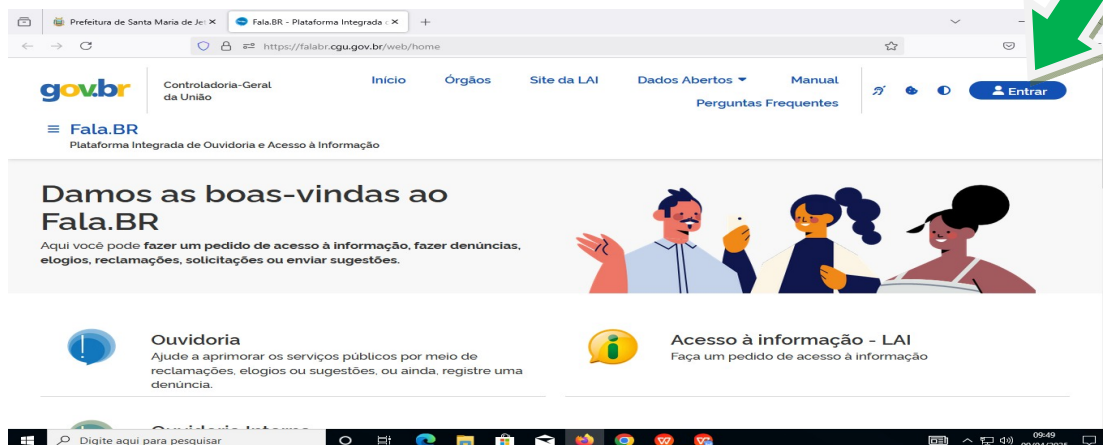 Prefeitura de Santa Maria de Jet
Fala.BR - Plataforma Integrada
https://falabr.cgu.gov.br/web/home
gov.br
Controladoria-Geral
da União
Início Órgãos Site da LAI Dados Abertos Manual
Perguntas Frequentes
Entrar
Fala.BR
Plataforma Integrada de Ouvidoria e Acesso à Informação
Damos as boas-vindas ao
Fala.BR
Aqui você pode fazer um pedido de acesso à informação, fazer denúncias,
elogios, reclamações, solicitações ou enviar sugestões.
Ouvidoria
Ajude a aprimorar os serviços públicos por meio de
reclamações, elogios ou sugestões, ou ainda, registre uma
denúncia.
Acesso à informação - LAI
Faça um pedido de acesso à informação
Ouvidoria Interna
Digite aqui para pesquisar
09:49
09/04/2025